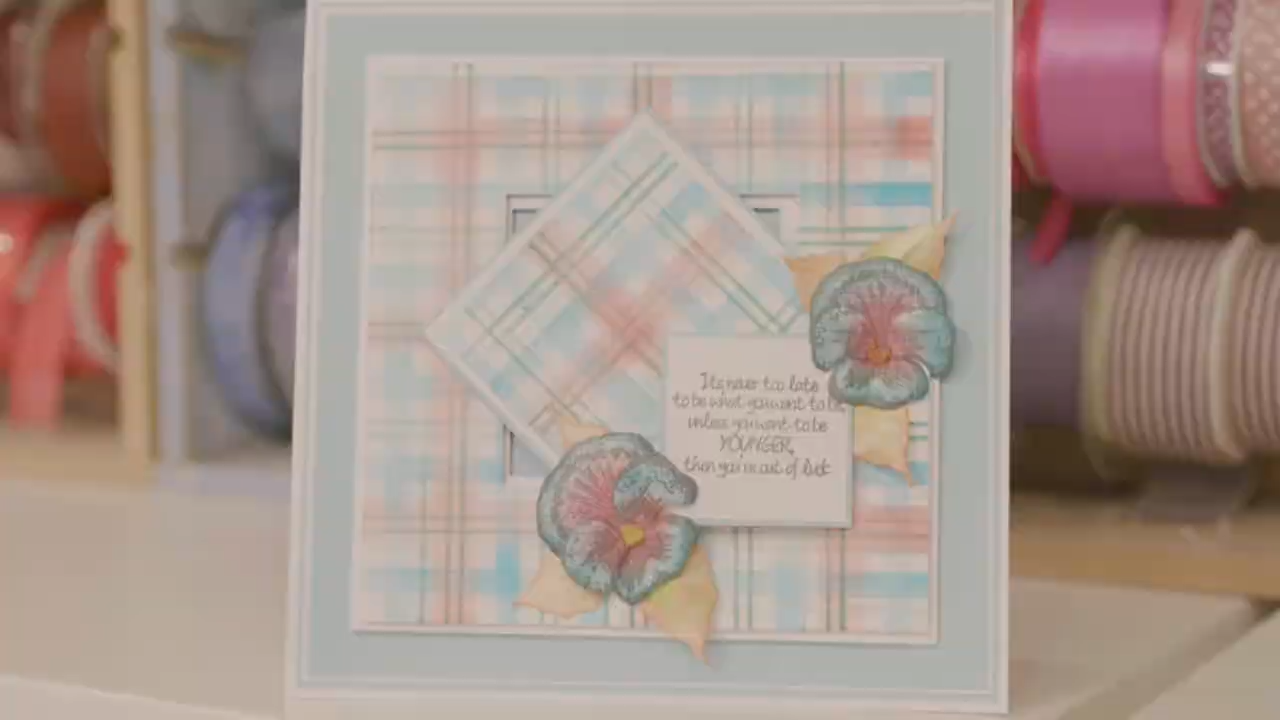 It's never too late
to be what you want to be
unless you want to be
YOUNGER,
then you're out of luck